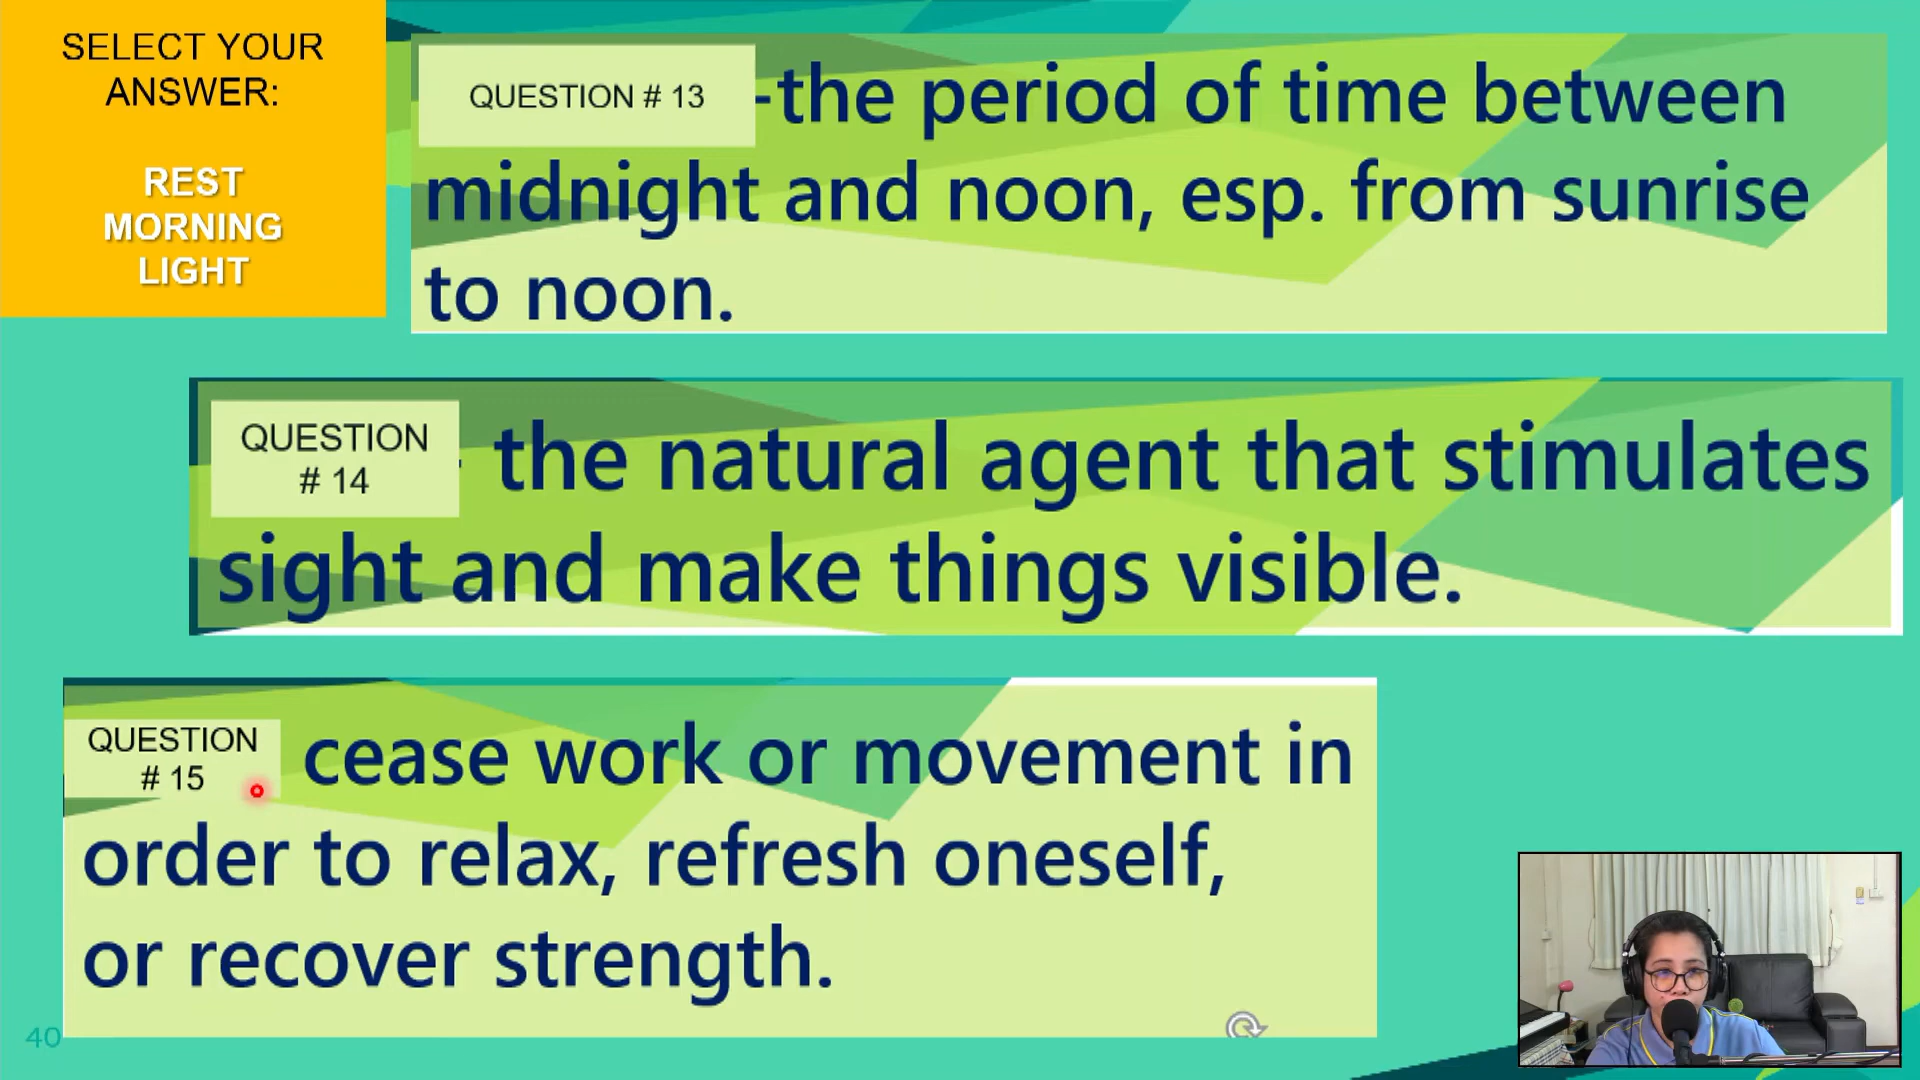 SELECT YOUR
ANSWER:
REST
MORNING
LIGHT
QUESTION # 13 -the period of time between
midnight and noon, esp. from sunrise
to noon.
QUESTION
# 14
the natural agent that stimulates
sight and make things visible.
QUESTION
# 15
cease work or movement in
order to relax, refresh oneself,
or recover strength.
40